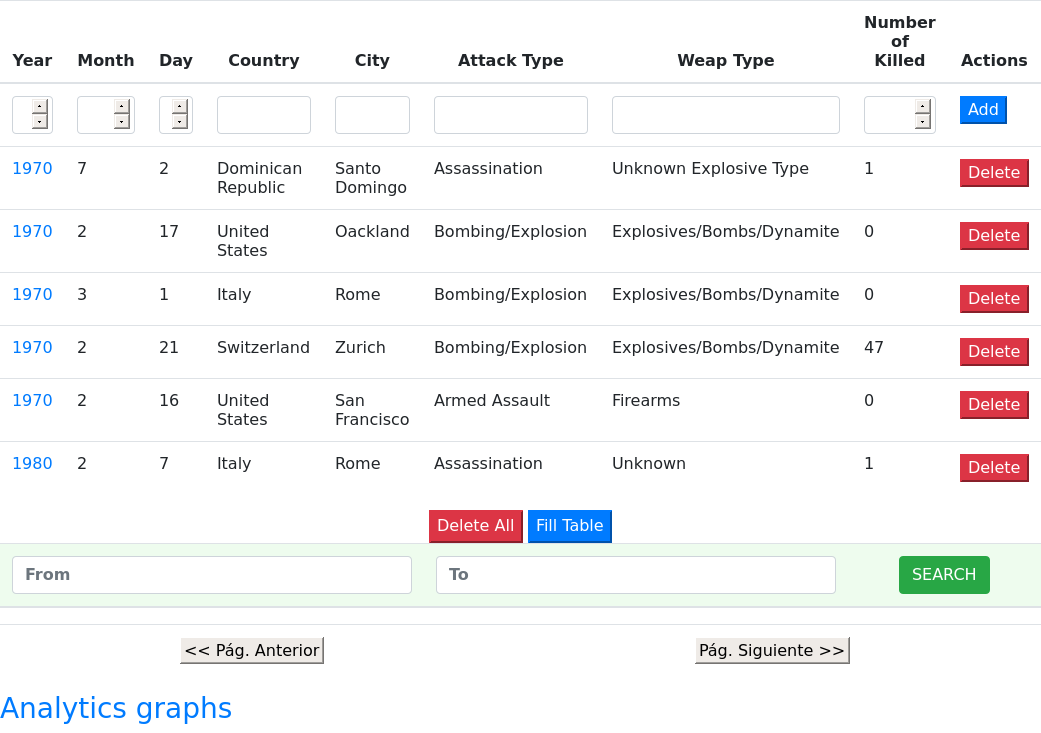 Year Month Day Country City Attack Type Weap Type Number of Killed Actions
Add
1970 7 2 Dominican Republic Santo Domingo Assassination Unknown Explosive Type 1 Delete
1970 2 17 United States Oackland Bombing/Explosion Explosives/Bombs/Dynamite 0 Delete
1970 3 1 Italy Rome Bombing/Explosion Explosives/Bombs/Dynamite 0 Delete
1970 2 21 Switzerland Zurich Bombing/Explosion Explosives/Bombs/Dynamite 47 Delete
1970 2 16 United States San Francisco Armed Assault Firearms 0 Delete
1980 2 7 Italy Rome Assassination Unknown 1 Delete
Delete All Fill Table
From To SEARCH
<< Pág. Anterior Pág. Siguiente >>
Analytics graphs